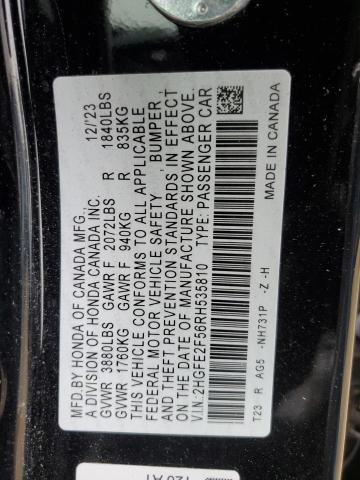 MFD.BY HONDA OF CANADA MFG. 12/'23
A DIVISION OF HONDA CANADA INC.
GVWR 3880LBS GAWR F 2072LBS R 1840LBS
GVWR 1760KG GAWR F 940KG R 835KG
THIS VEHICLE CONFORMS TO ALL APPLICABLE
FEDERAL MOTOR VEHICLE SAFETY, BUMPER,
& THEFT PREVENTION STANDARDS IN EFFECT
ON THE DATE OF MANUFACTURE SHOWN ABOVE.
V.I.N. 2HGFE2F56RH535810 TYPE: PASSENGER CAR
T23 R AG5 -NH731P -Z -H
MADE IN CANADA